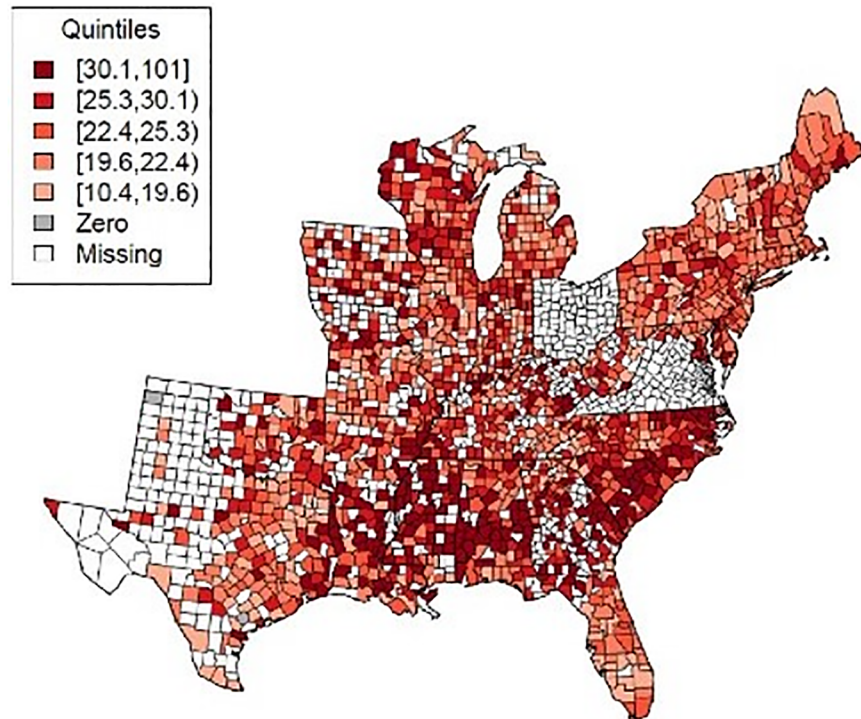 Quintiles
[30.1,101]
[25.3,30.1)
[22.4,25.3)
[19.6,22.4)
[10.4,19.6)
Zero
Missing